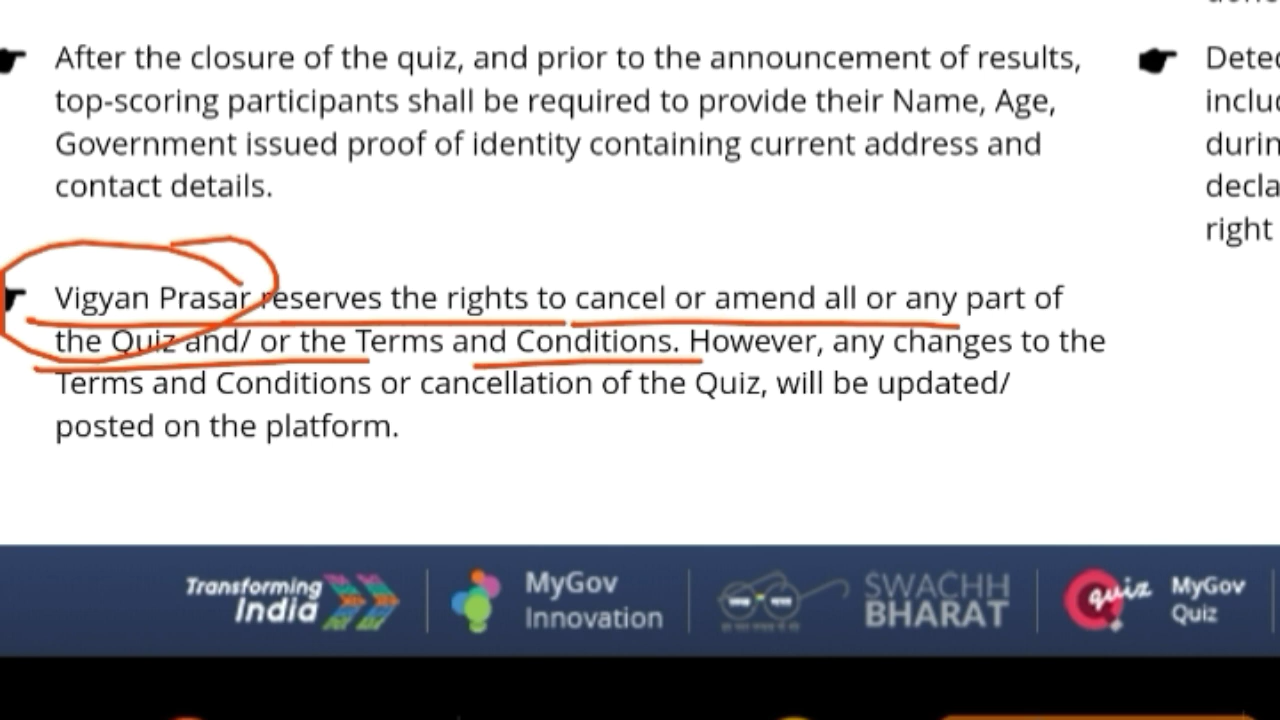 After the closure of the quiz, and prior to the announcement of results,
top-scoring participants shall be required to provide their Name, Age,
Government issued proof of identity containing current address and
contact details.
Vigyan Prasar reserves the rights to cancel or amend all or any part of
the Quiz and/ or the Terms and Conditions. However, any changes to the
Terms and Conditions or cancellation of the Quiz, will be updated/
posted on the platform.
inclu
durin
decla
right
Transforming
India
MyGov
Innovation
SWACHH
BHARAT
quiz
MyGov
Quiz